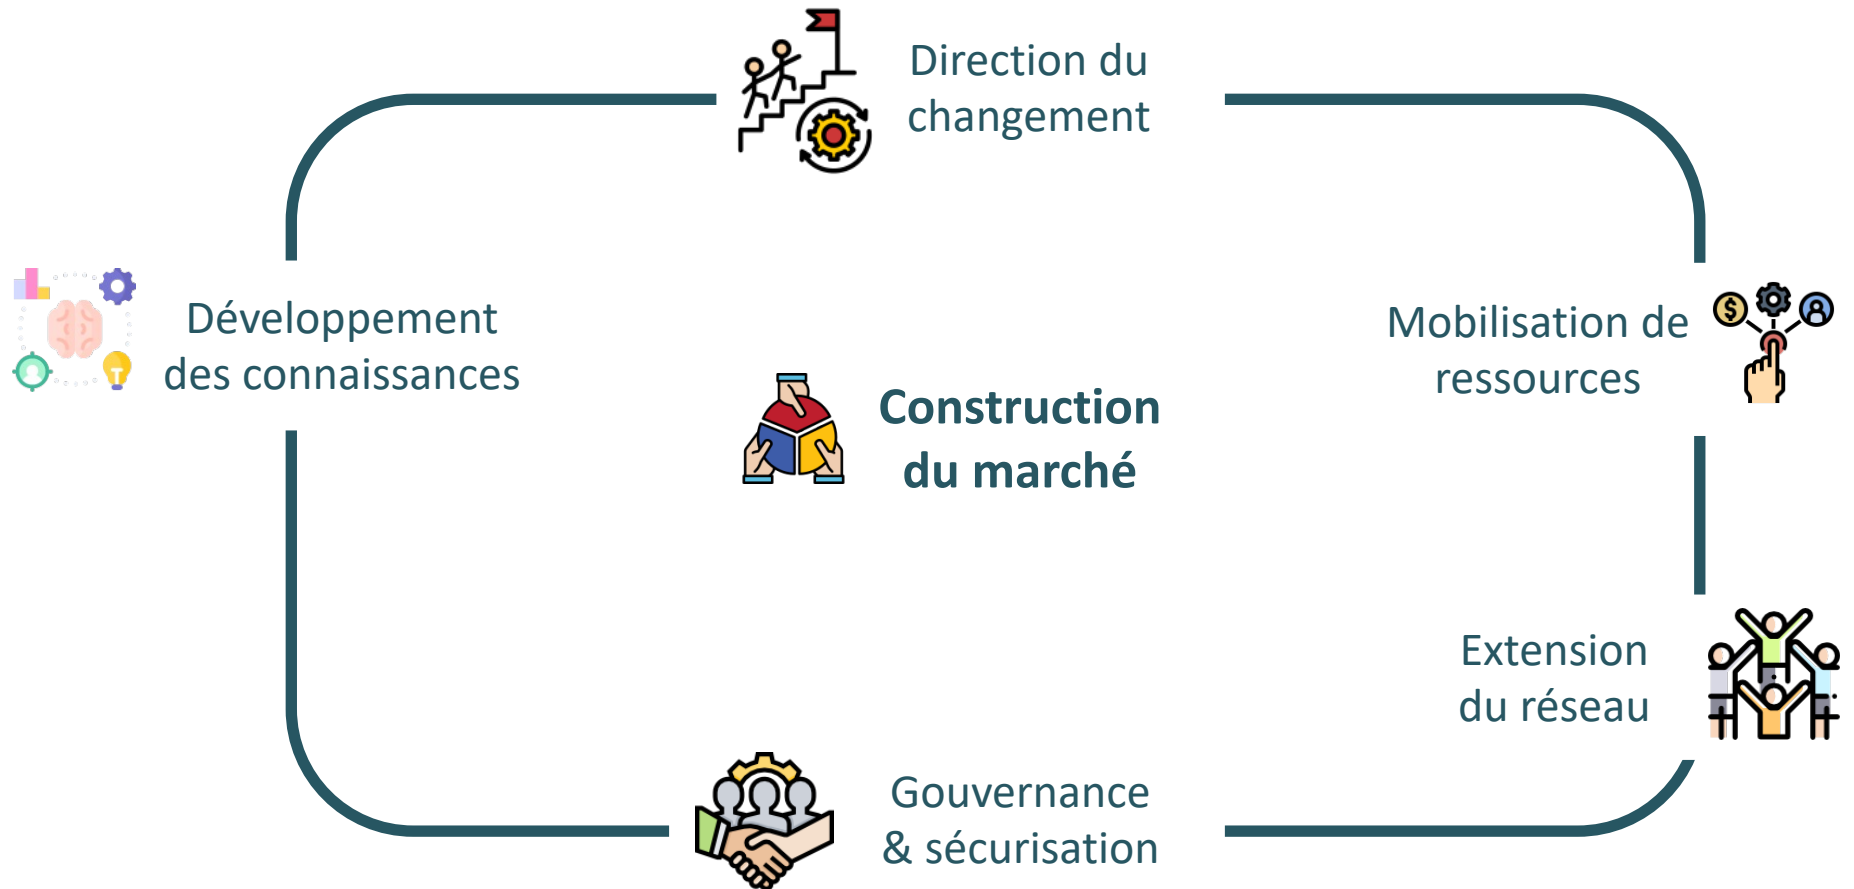 Direction du
changement
Développement
des connaissances
Mobilisation de
ressources
Construction
du marché
Extension
du réseau
Gouvernance
& sécurisation